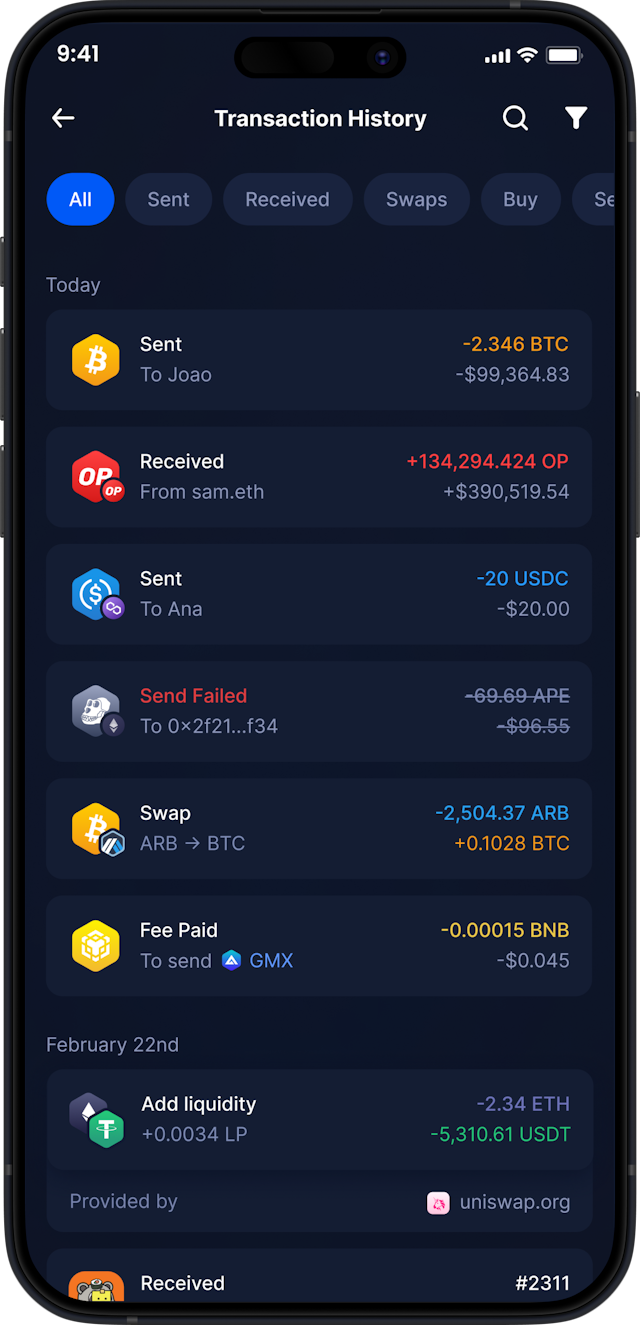 9:41
Transaction History
All Sent Received Swaps Buy Se
Today
Sent -2.346 BTC
To Joao -$99,364.83
OP OP
Received +134,294.424 OP
From sam.eth +$390,519.54
Sent -20 USDC
To Ana -$20.00
Send Failed -69.69 APE
To 0×2f21...f34 -$96.55
Swap -2,504.37 ARB
ARB → BTC +0.1028 BTC
Fee Paid -0.00015 BNB
To send GMX -$0.045
February 22nd
Add liquidity -2.34 ETH
+0.0034 LP -5,310.61 USDT
Provided by uniswap.org
Received #2311